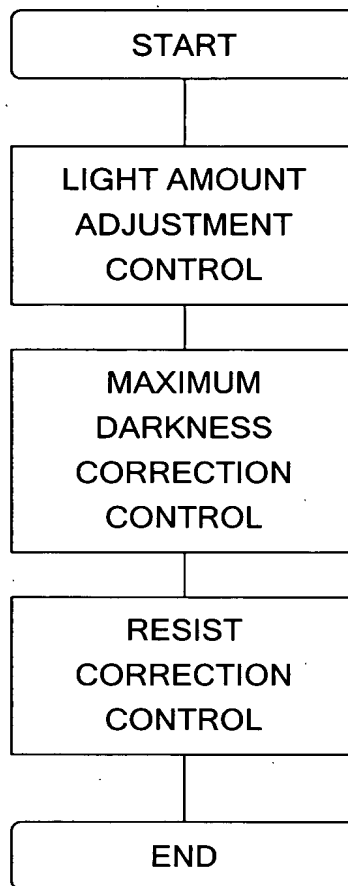 START
LIGHT AMOUNT
ADJUSTMENT
CONTROL
MAXIMUM
DARKNESS
CORRECTION
CONTROL
RESIST
CORRECTION
CONTROL
END